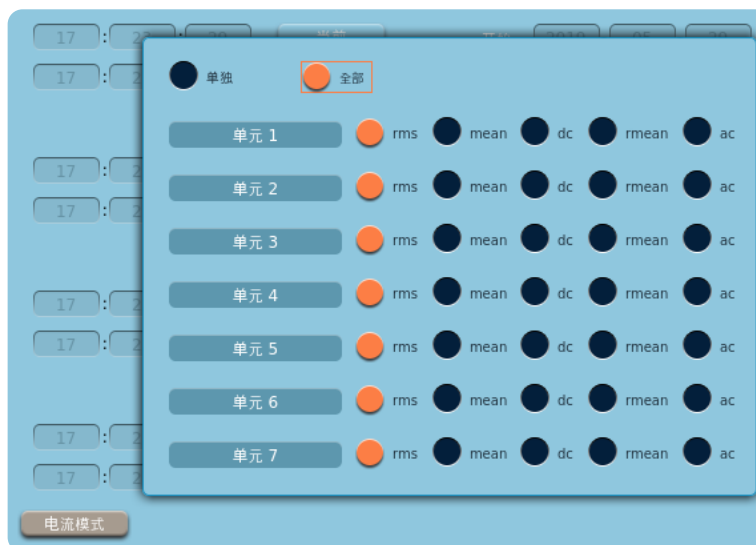 17 :
17 :
单独 全部
单元 1 rms mean dc rmean ac
17 :
单元 2 rms mean dc rmean ac
17 :
单元 3 rms mean dc rmean ac
单元 4 rms mean dc rmean ac
17 :
单元 5 rms mean dc rmean ac
17 :
单元 6 rms mean dc rmean ac
17 :
单元 7 rms mean dc rmean ac
17 :
电流模式